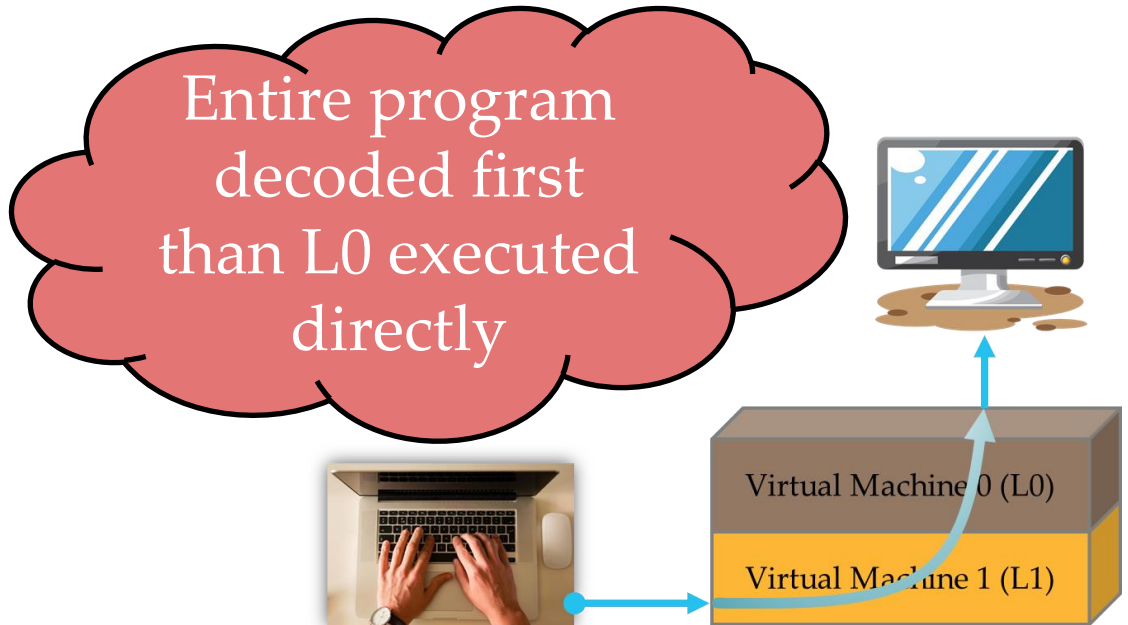 Entire program
decoded first
than L0 executed
directly
Virtual Machine 0 (L0)
Virtual Machine 1 (L1)